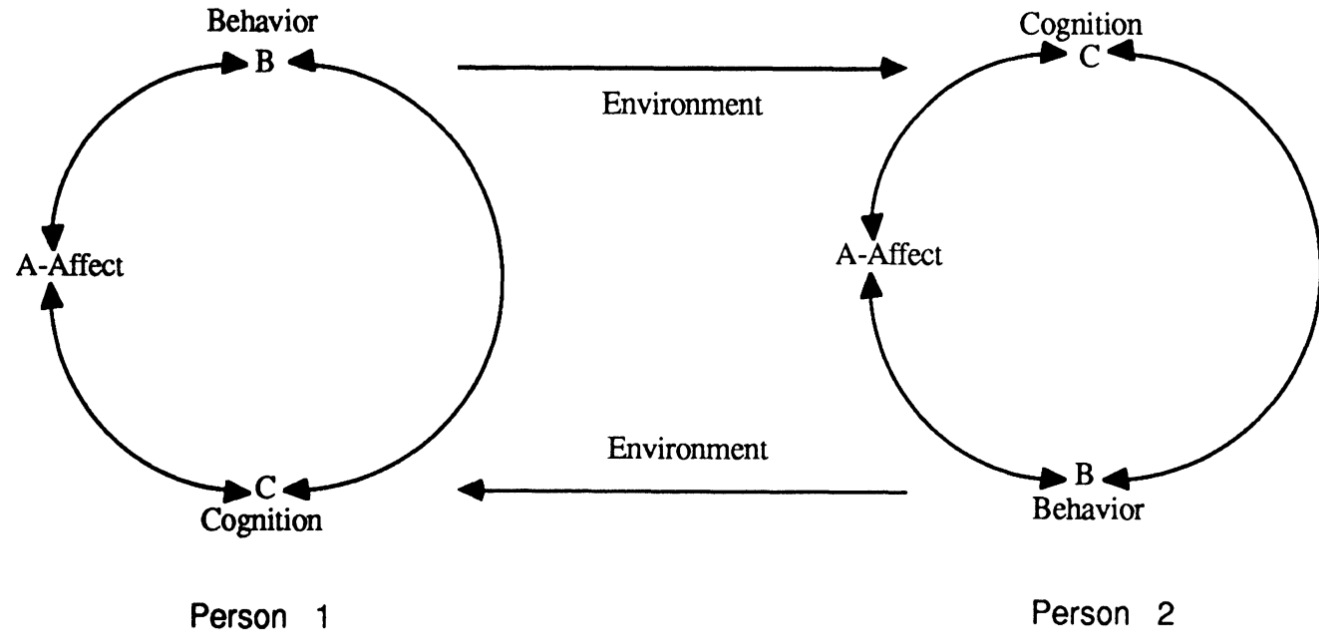 Behavior
B
Cognition
C
Environment
A-Affect
A-Affect
Environment
C
Cognition
B
Behavior
Person 1
Person 2